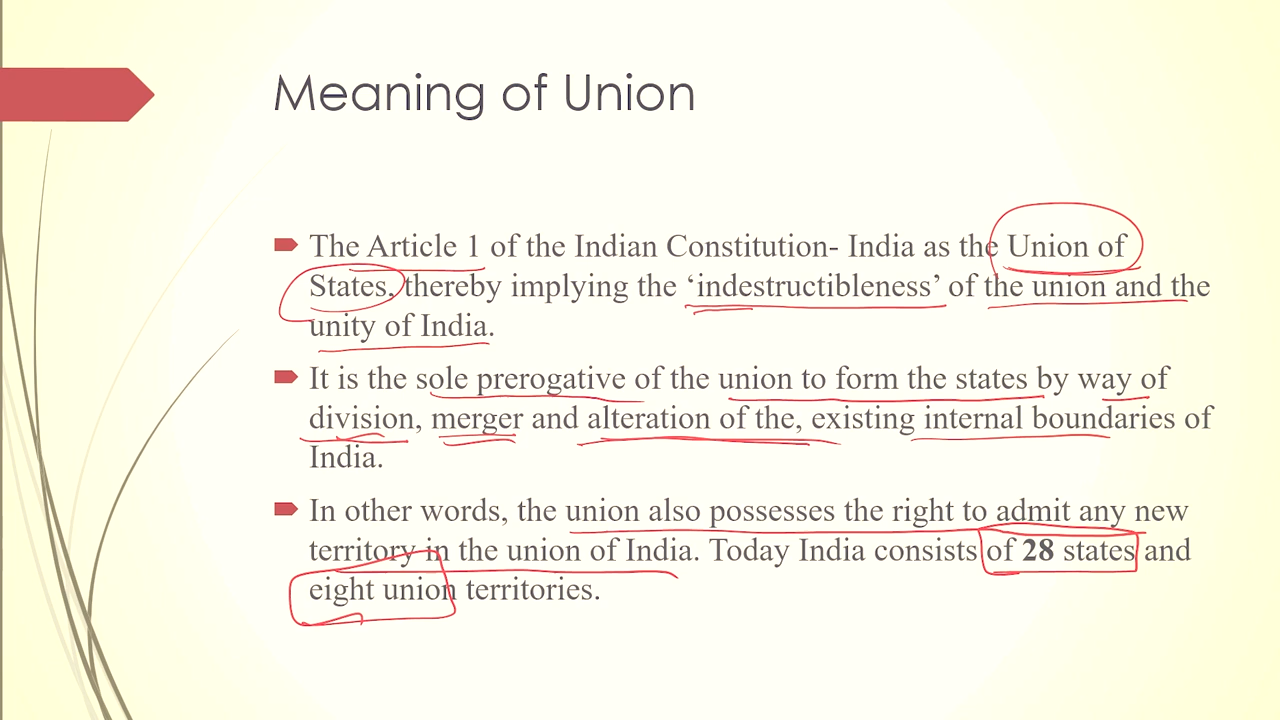 Meaning of Union
The Article 1 of the Indian Constitution- India as the Union of
States, thereby implying the ‘indestructibleness’ of the union and the
unity of India.
It is the sole prerogative of the union to form the states by way of
division, merger and alteration of the, existing internal boundaries of
India.
In other words, the union also possesses the right to admit any new
territory in the union of India. Today India consists of 28 states and
eight union territories.